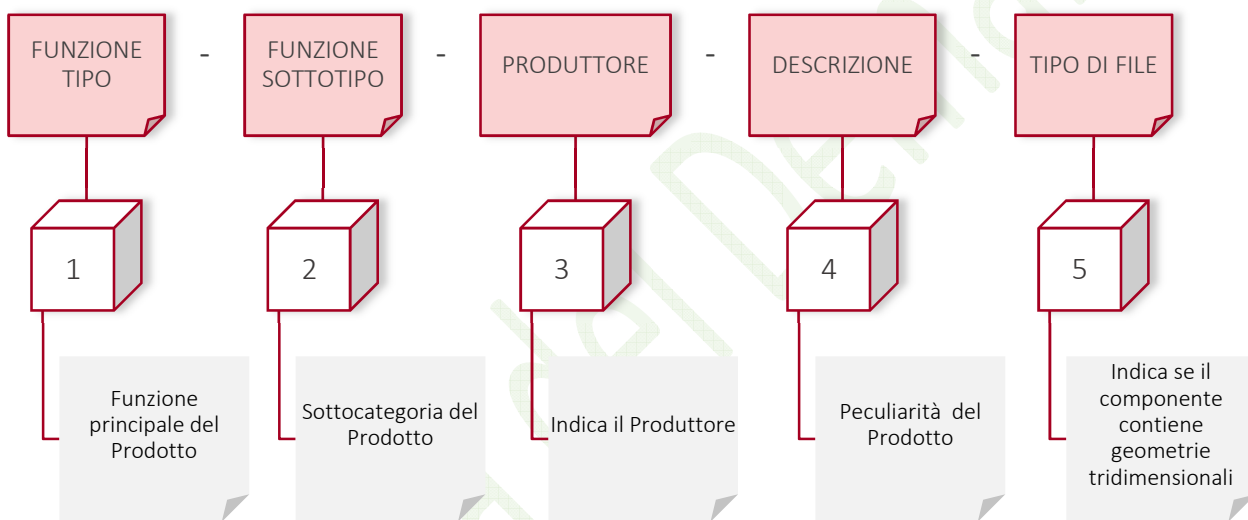 FUNZIONE
TIPO
-
FUNZIONE
SOTTOTIPO
-
PRODUTTORE
-
DESCRIZIONE
-
TIPO DI FILE
1
2
3
4
5
Funzione
principale del
Prodotto
Sottocategoria del
Prodotto
Indica il Produttore
Peculiarità del
Prodotto
Indica se il
componente
contiene
geometrie
tridimensionali